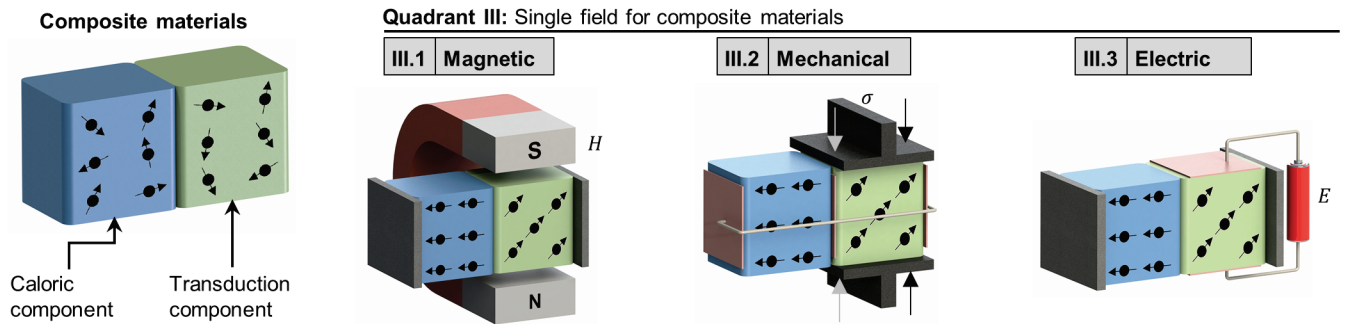 Composite materials
Caloric
component
Transduction
component
Quadrant III: Single field for composite materials
III.1 Magnetic
S
H
N
III.2 Mechanical
σ
III.3 Electric
E